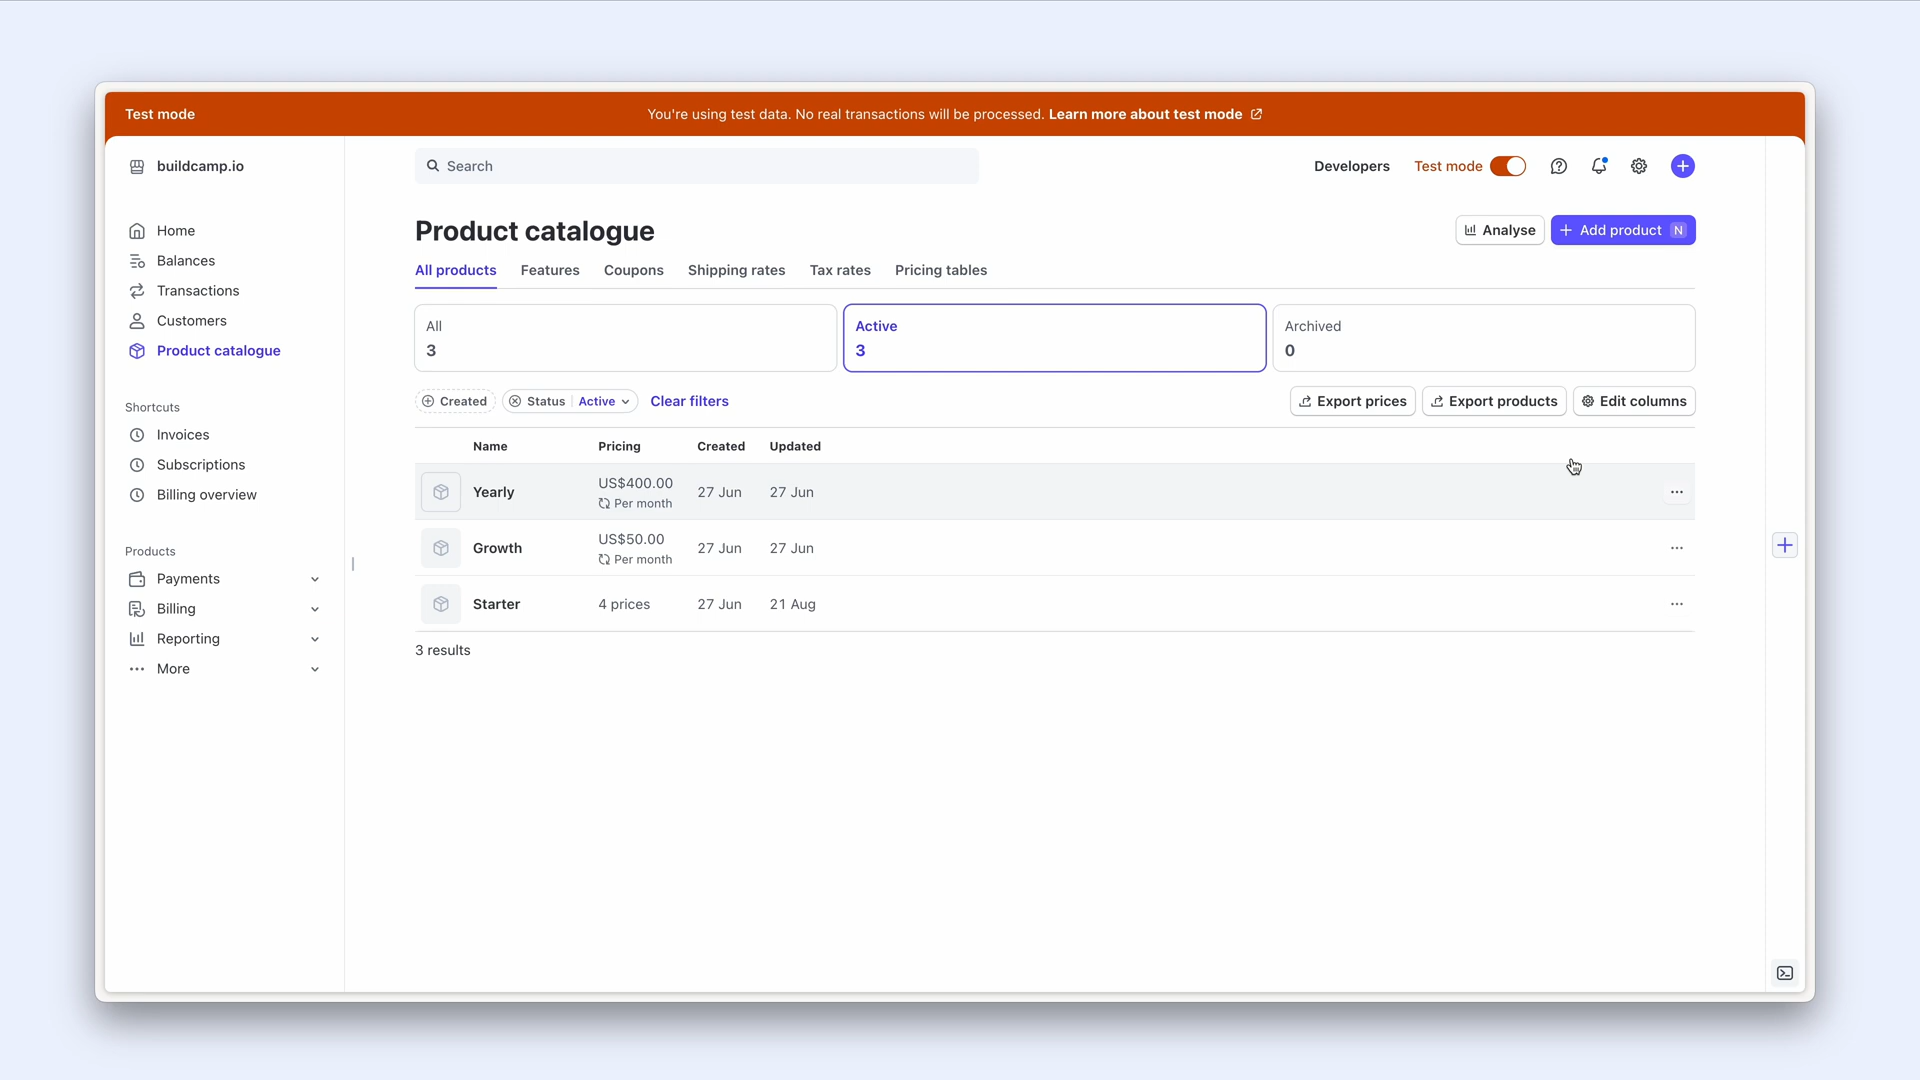 Test mode
You're using test data. No real transactions will be processed. Learn more about test mode
buildcamp.io
Search
Developers
Test mode
Home
Balances
Transactions
Customers
Product catalogue
Shortcuts
Invoices
Subscriptions
Billing overview
Products
Payments
Billing
Reporting
More
Product catalogue
Analyse
Add product N
All products Features Coupons Shipping rates Tax rates Pricing tables
All
3
Active
3
Archived
0
Created
Status Active
Clear filters
Export prices
Export products
Edit columns
Name Pricing Created Updated
Yearly US$400.00 Per month 27 Jun 27 Jun
Growth US$50.00 Per month 27 Jun 27 Jun
Starter 4 prices 27 Jun 21 Aug
3 results